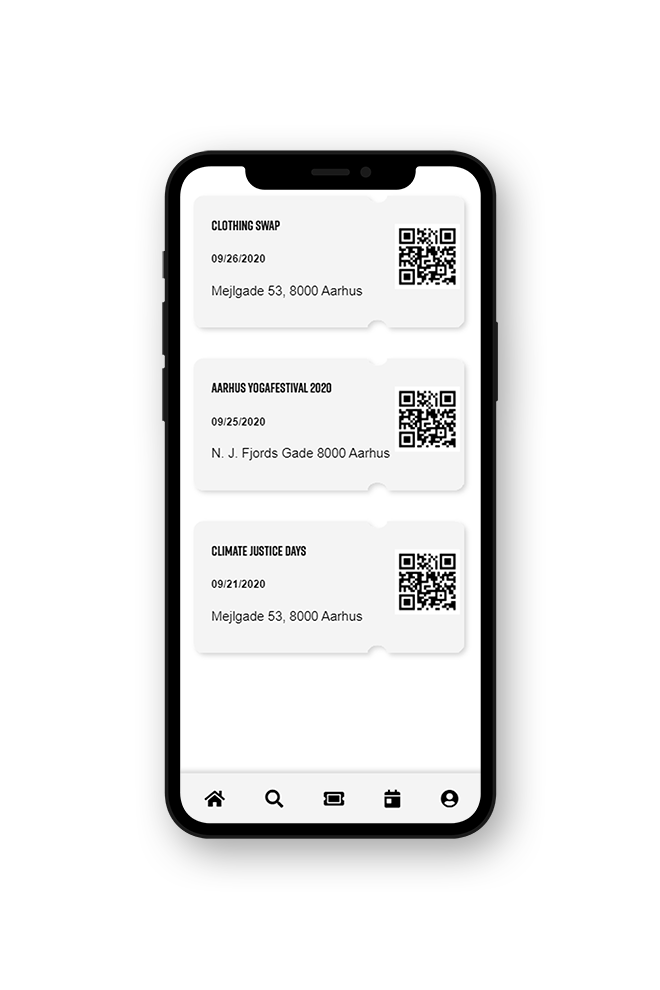 CLOTHING SWAP
09/26/2020
Mejlgade 53, 8000 Aarhus
AARHUS YOGAFESTIVAL 2020
09/25/2020
N. J. Fjords Gade 8000 Aarhus
CLIMATE JUSTICE DAYS
09/21/2020
Mejlgade 53, 8000 Aarhus